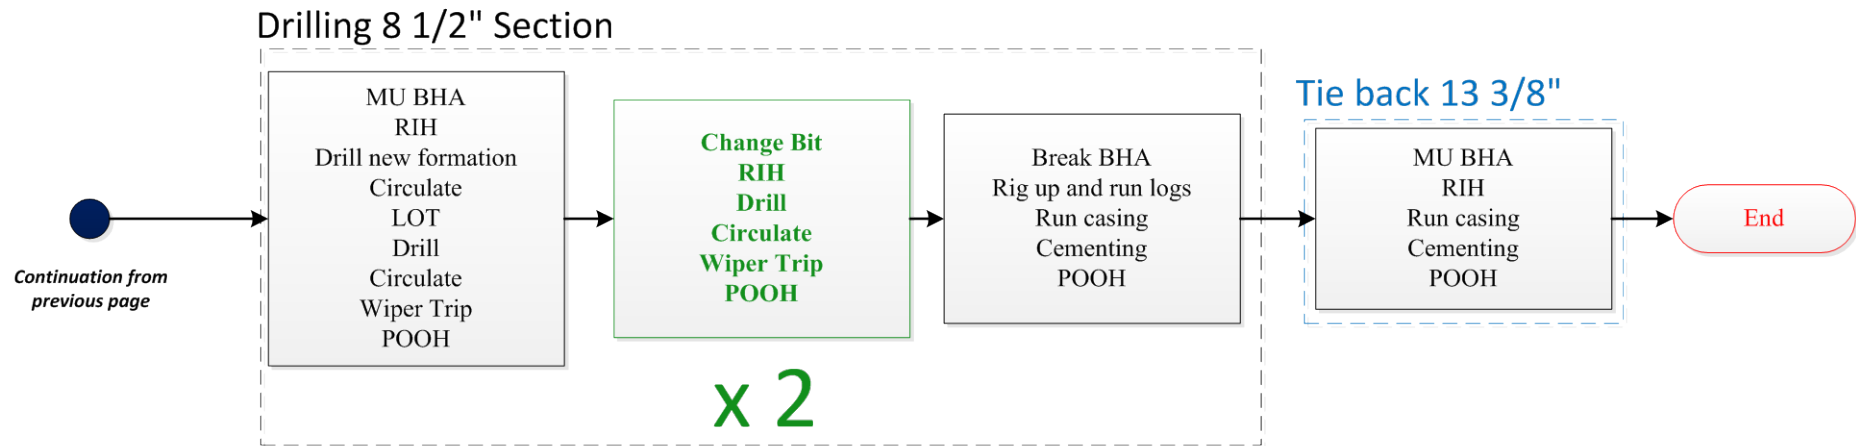 Drilling 8 1/2" Section
Continuation from
previous page
MU BHA
RIH
Drill new formation
Circulate
LOT
Drill
Circulate
Wiper Trip
POOH
Change Bit
RIH
Drill
Circulate
Wiper Trip
POOH
x 2
Break BHA
Rig up and run logs
Run casing
Cementing
POOH
Tie back 13 3/8"
MU BHA
RIH
Run casing
Cementing
POOH
End